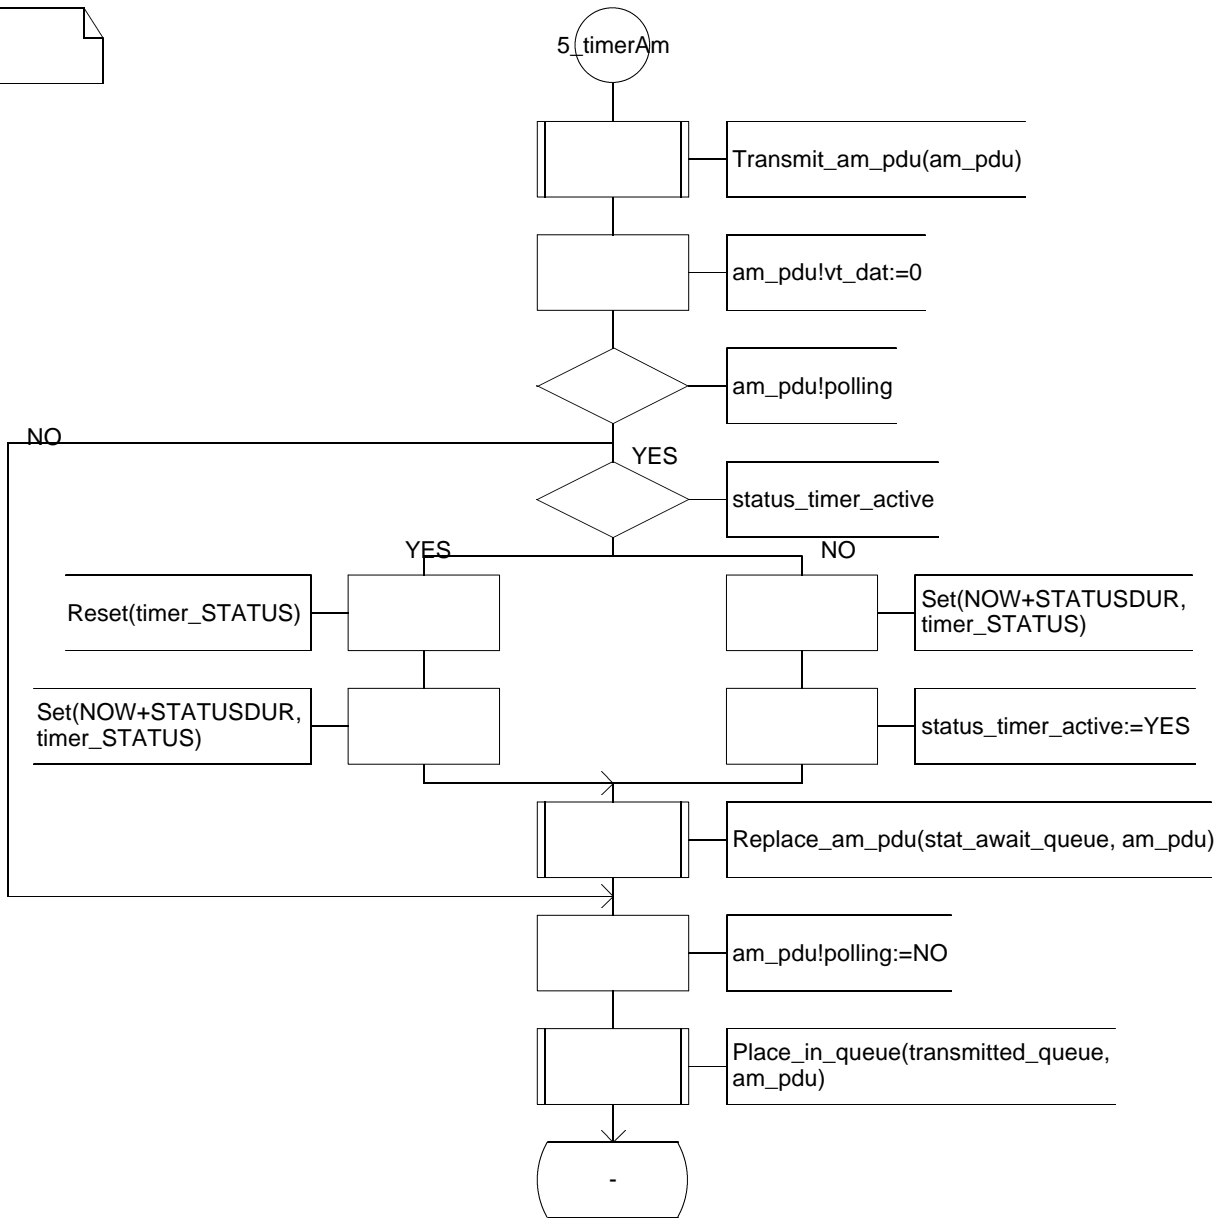 5_timerAm
Transmit_am_pdu(am_pdu)
am_pdu!vt_dat:=0
am_pdu!polling
NO
YES
status_timer_active
YES
NO
Reset(timer_STATUS)
Set(NOW+STATUSDUR,
timer_STATUS)
Set(NOW+STATUSDUR,
timer_STATUS)
status_timer_active:=YES
Replace_am_pdu(stat_await_queue, am_pdu)
am_pdu!polling:=NO
Place_in_queue(transmitted_queue,
am_pdu)
-